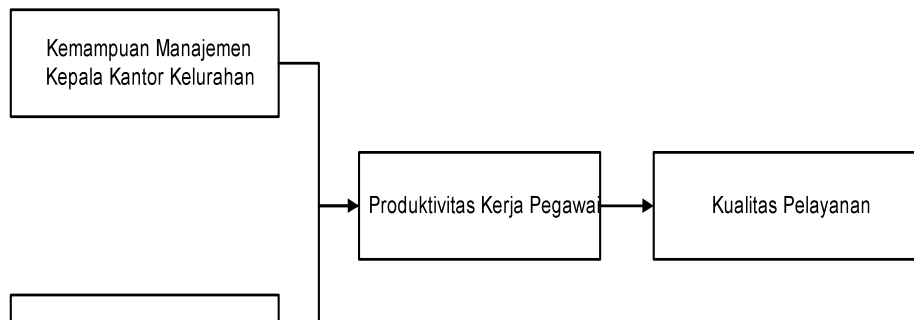 Kemampuan Manajemen
Kepala Kantor Kelurahan
Produktivitas Kerja Pegawai
Kualitas Pelayanan